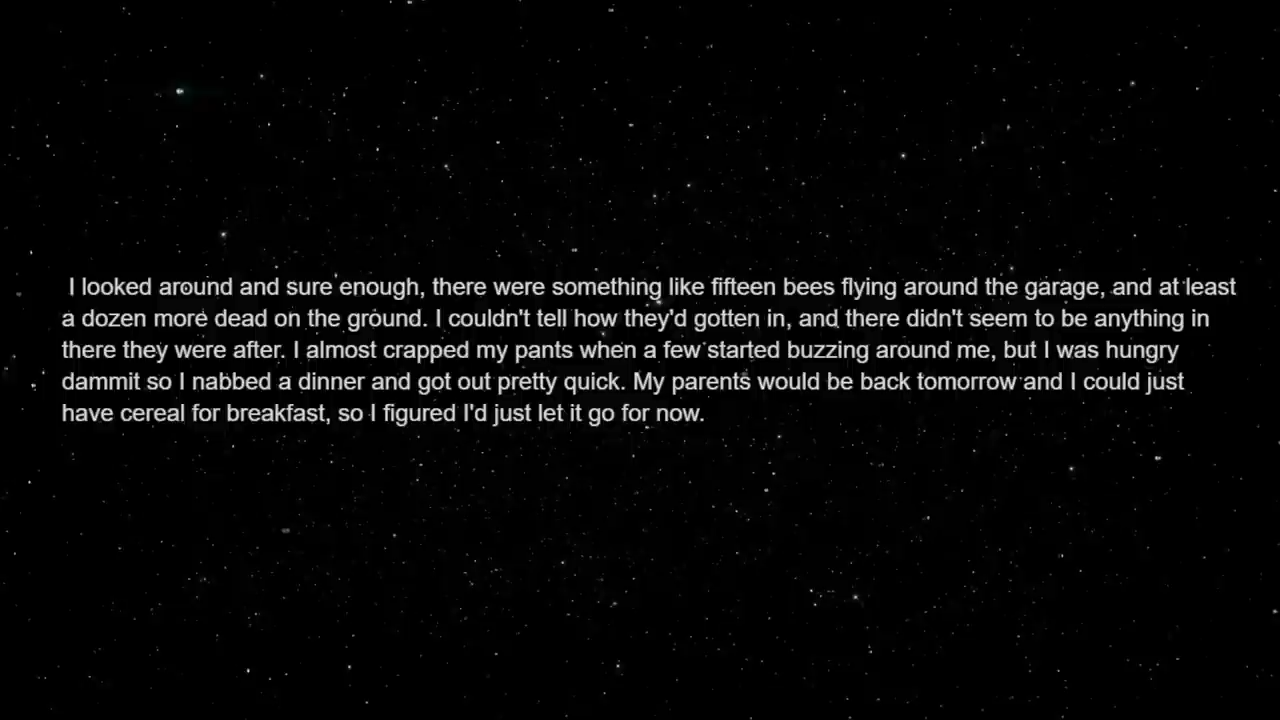 I looked around and sure enough, there were something like fifteen bees flying around the garage, and at least
a dozen more dead on the ground. I couldn't tell how they'd gotten in, and there didn't seem to be anything in
there they were after. I almost crapped my pants when a few started buzzing around me, but I was hungry
dammit so I nabbed a dinner and got out pretty quick. My parents would be back tomorrow and I could just
have cereal for breakfast, so I figured I'd just let it go for now.